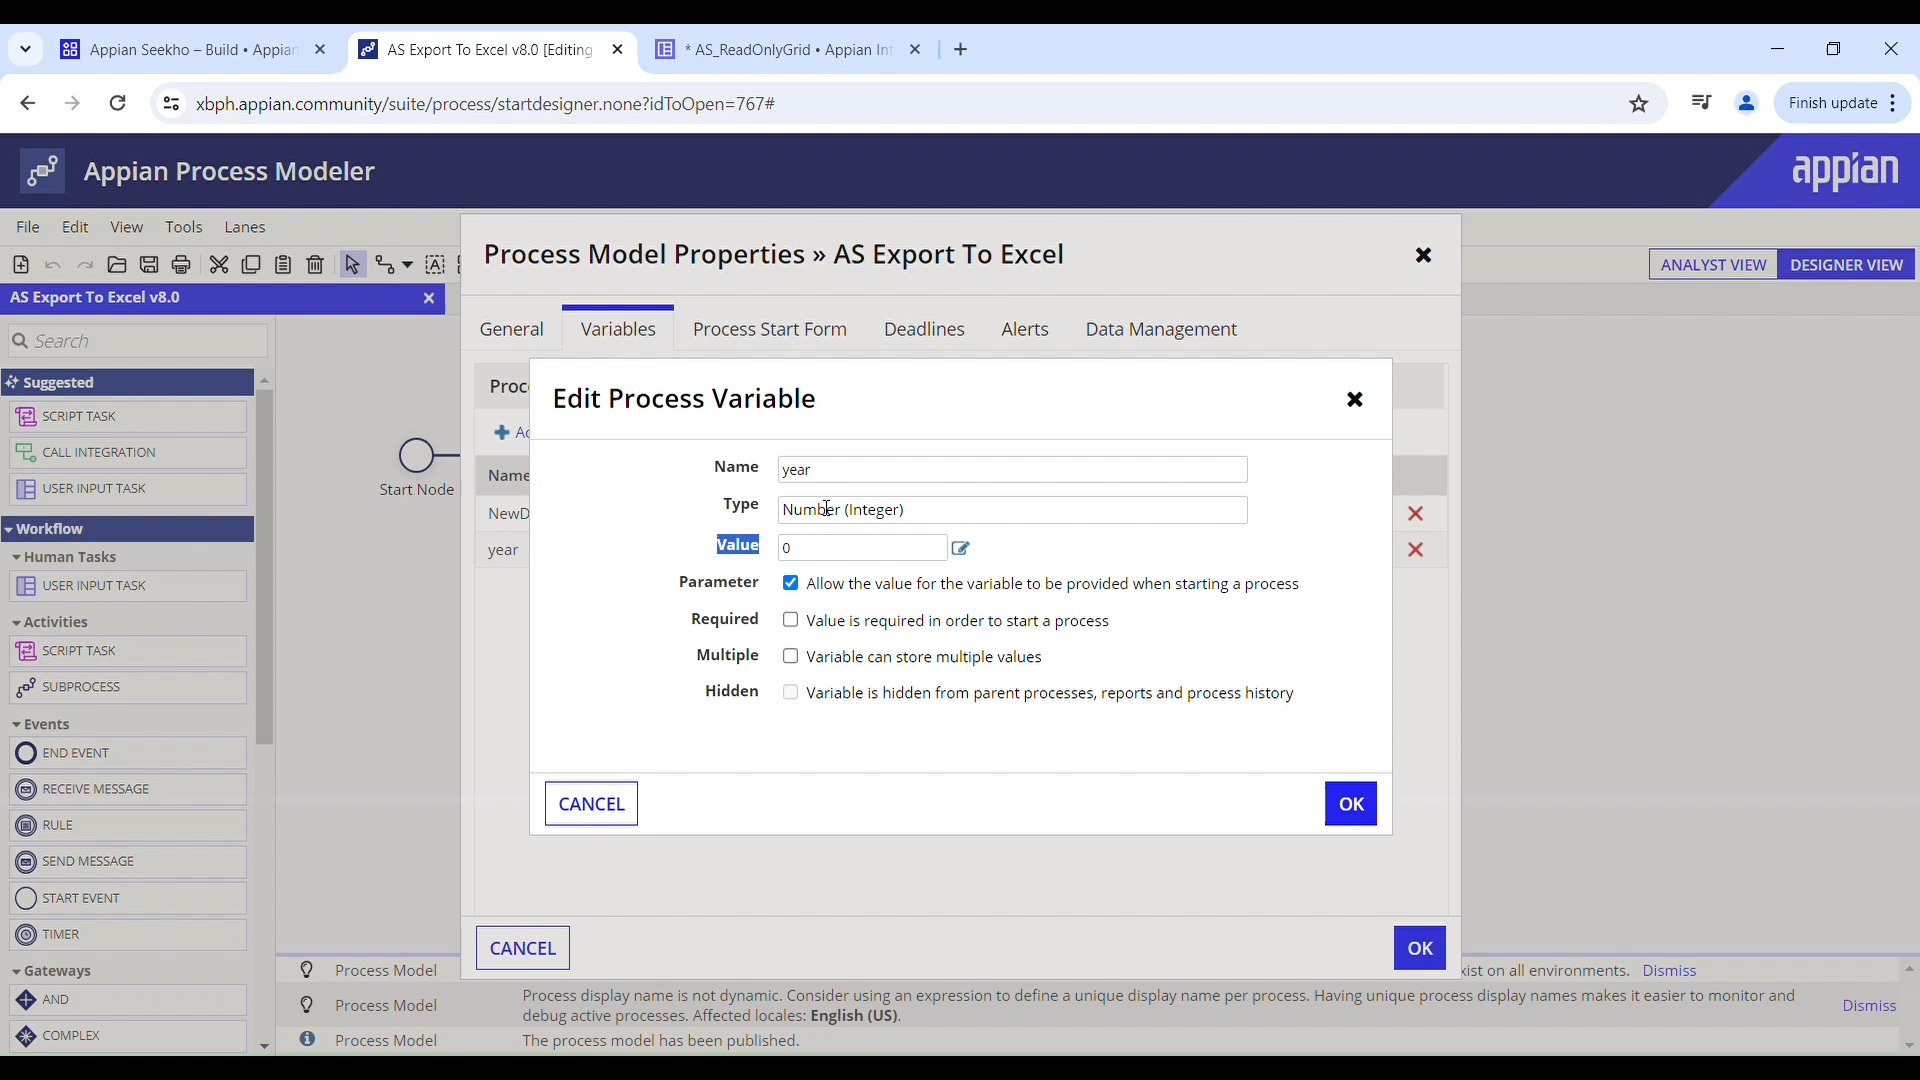 Appian Seekho – Build • Appian
AS Export To Excel v8.0 [Editing
* AS_ReadOnlyGrid • Appian Int
xbph.appian.community/suite/process/startdesigner.none?idToOpen=767#
Finish update
Appian Process Modeler
appian
File Edit View Tools Lanes
ANALYST VIEW DESIGNER VIEW
AS Export To Excel v8.0
Search
Suggested
SCRIPT TASK
CALL INTEGRATION
USER INPUT TASK
Workflow
Human Tasks
USER INPUT TASK
Activities
SCRIPT TASK
SUBPROCESS
Events
END EVENT
RECEIVE MESSAGE
RULE
SEND MESSAGE
START EVENT
TIMER
Gateways
AND
COMPLEX
Start Node
Process Model Properties » AS Export To Excel
General Variables Process Start Form Deadlines Alerts Data Management
Proc
Ac
Name
NewD
year
Edit Process Variable
Name year
Type Number (Integer)
Value 0
Parameter Allow the value for the variable to be provided when starting a process
Required Value is required in order to start a process
Multiple Variable can store multiple values
Hidden Variable is hidden from parent processes, reports and process history
CANCEL OK
CANCEL OK
Process Model xist on all environments. Dismiss
Process Model Process display name is not dynamic. Consider using an expression to define a unique display name per process. Having unique process display names makes it easier to monitor and
debug active processes. Affected locales: English (US). Dismiss
Process Model The process model has been published.